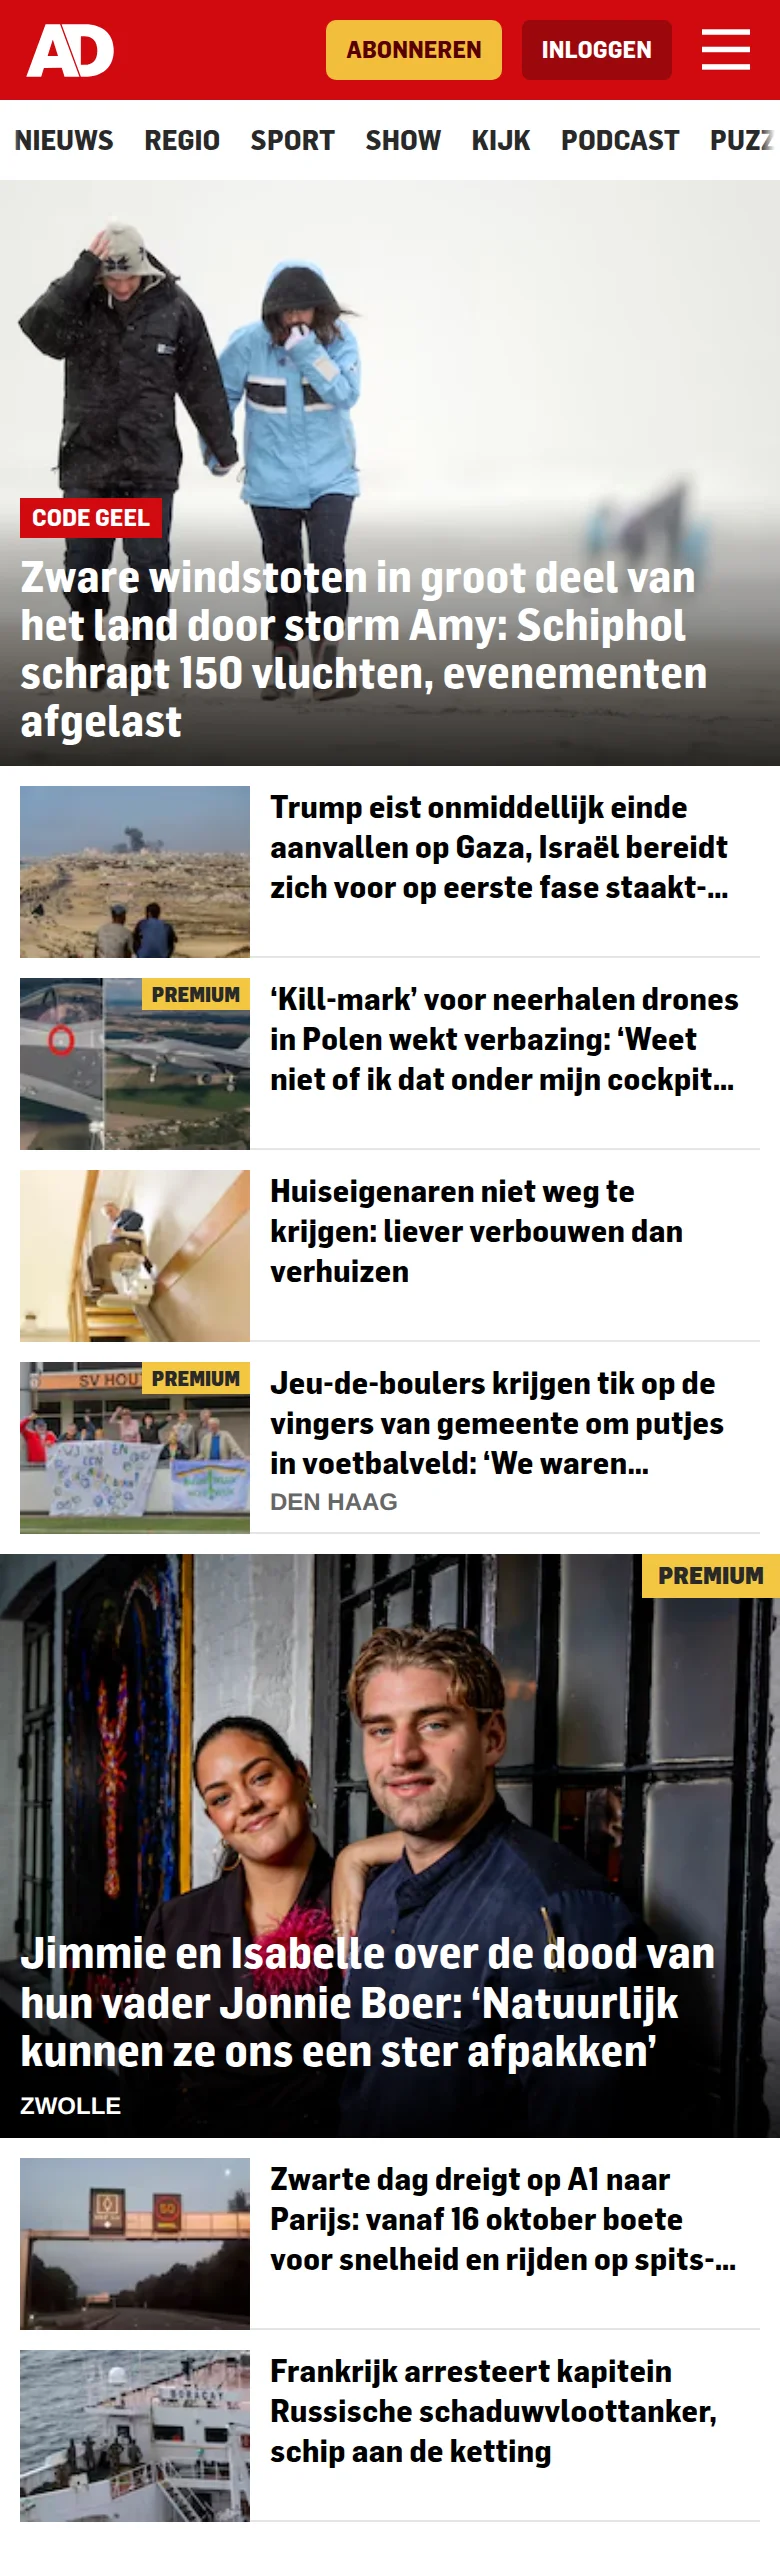 AD
ABONNEREN
INLOGGEN
NIEUWS REGIO SPORT SHOW KIJK PODCAST PUZZ
CODE GEEL
Zware windstoten in groot deel van
het land door storm Amy: Schiphol
schrapt 150 vluchten, evenementen
afgelast
Trump eist onmiddellijk einde
aanvallen op Gaza, Israël bereidt
zich voor op eerste fase staakt-...
PREMIUM
‘Kill-mark’ voor neerhalen drones
in Polen wekt verbazing: ‘Weet
niet of ik dat onder mijn cockpit...
Huiseigenaren niet weg te
krijgen: liever verbouwen dan
verhuizen
SV HOU
PREMIUM
Jeu-de-boulers krijgen tik op de
vingers van gemeente om putjes
in voetbalveld: ‘We waren...
DEN HAAG
PREMIUM
Jimmie en Isabelle over de dood van
hun vader Jonnie Boer: ‘Natuurlijk
kunnen ze ons een ster afpakken’
ZWOLLE
50
Zwarte dag dreigt op A1 naar
Parijs: vanaf 16 oktober boete
voor snelheid en rijden op spits-...
BORACAY
Frankrijk arresteert kapitein
Russische schaduwvloottanker,
schip aan de ketting